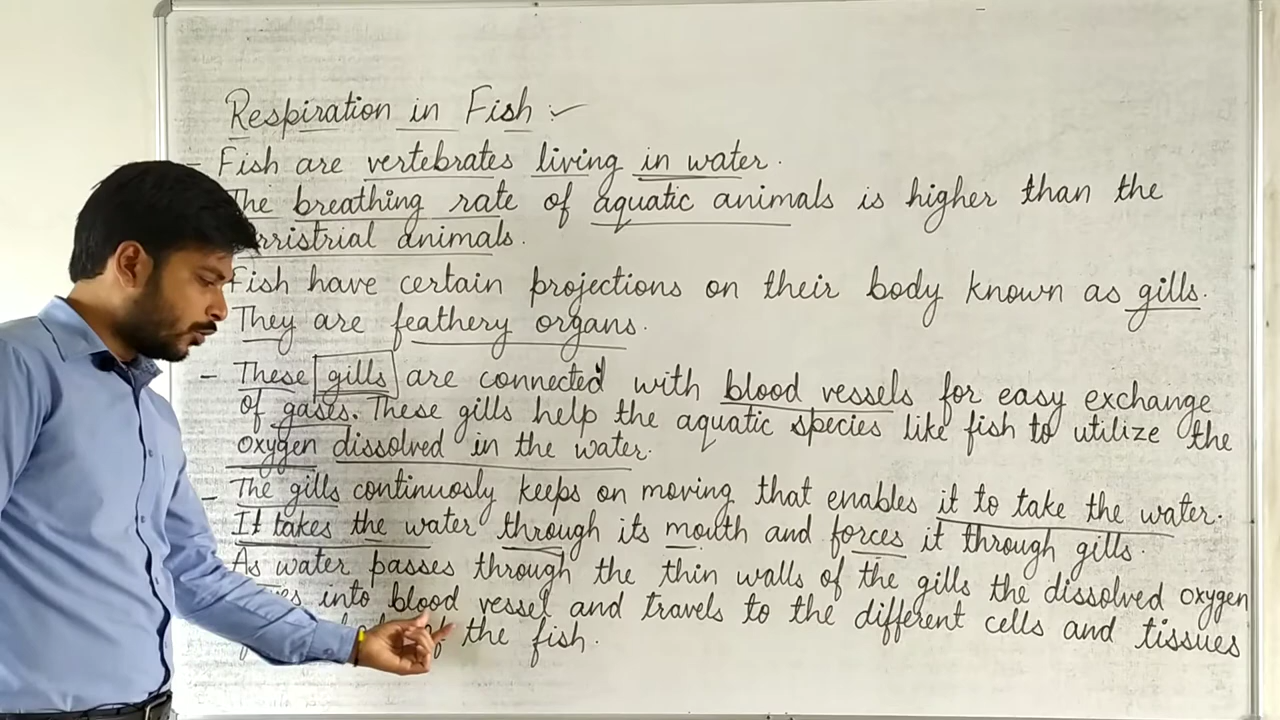 Respiration in Fish :-
- Fish are vertebrates living in water.
The breathing rate of aquatic animals is higher than the
animals.
Fish have certain projections on their body known as gills.
They are feathery organs.
- These gills are connected with blood vessels for easy exchange
of gases. These gills help the aquatic species like fish to utilize the
oxygen dissolved in the water.
- The gills continuosly keeps on moving that enables it to take the water.
It takes the water through its mouth and forces it through gills.
As water passes through the thin walls of the gills the dissolved oxygen
into blood vessel and travels to the different cells and tissues
of the fish.